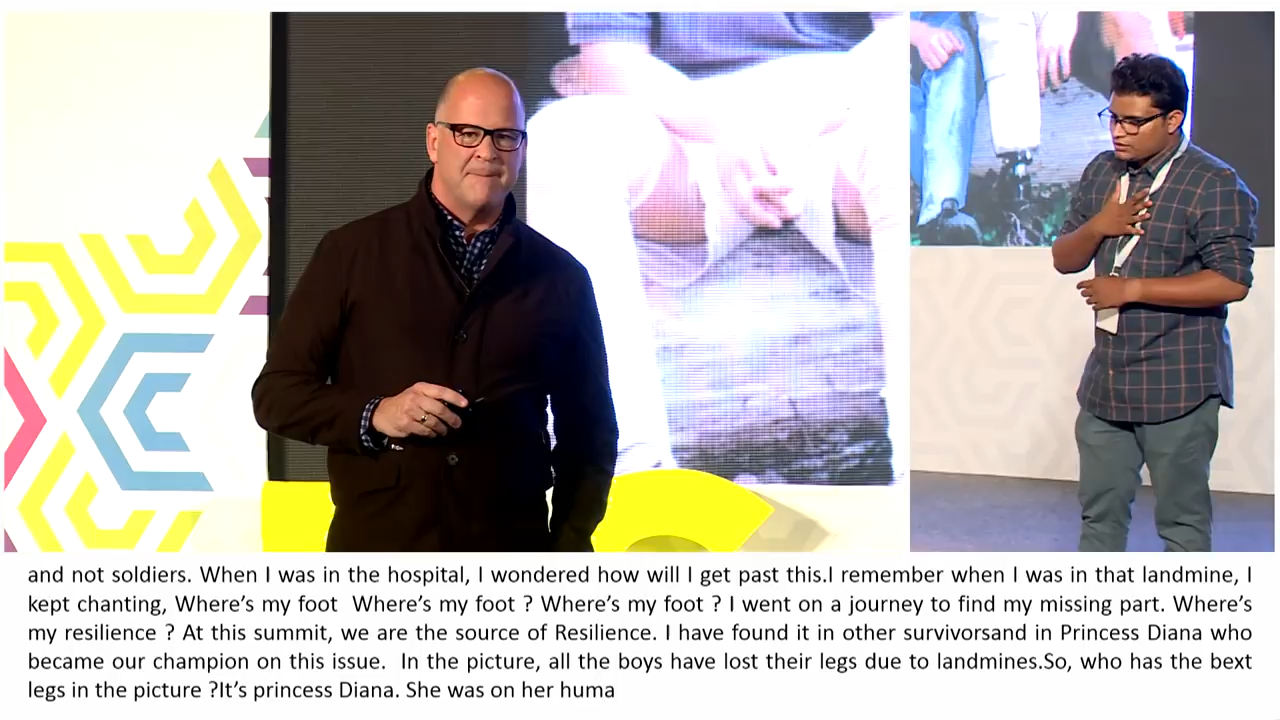 and not soldiers. When I was in the hospital, I wondered how will I get past this.I remember when I was in that landmine, I
kept chanting, Where's my foot  Where's my foot ? Where's my foot ? I went on a journey to find my missing part. Where's
my resilience ? At this summit, we are the source of Resilience. I have found it in other survivorsand in Princess Diana who
became our champion on this issue.  In the picture, all the boys have lost their legs due to landmines.So, who has the bext
legs in the picture ?It's princess Diana. She was on her huma